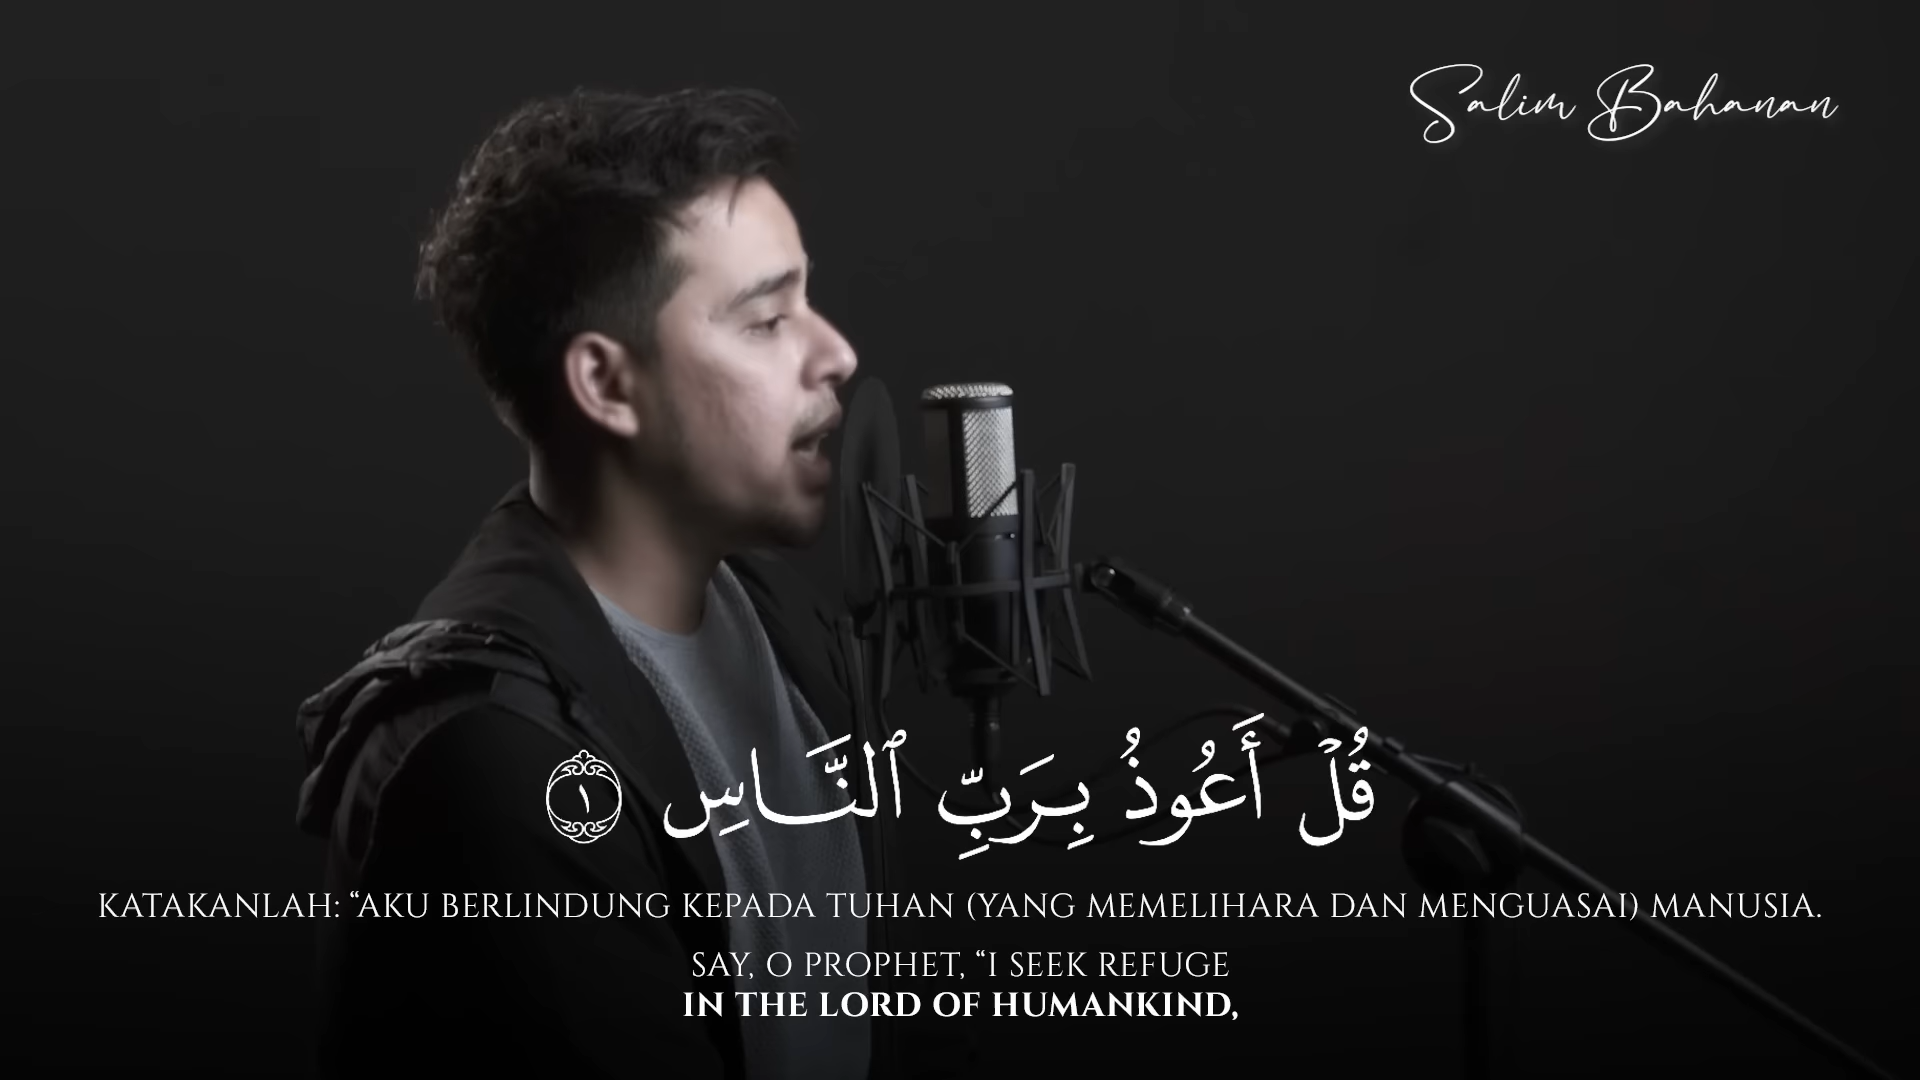 Salim Bahanan
قُلْ أَعُوذُ بِرَبِّ ٱلنَّاسِ ١
KATAKANLAH: “AKU BERLINDUNG KEPADA TUHAN (YANG MEMELIHARA DAN MENGUASAI) MANUSIA.
SAY, O PROPHET, “I SEEK REFUGE
IN THE LORD OF HUMANKIND,